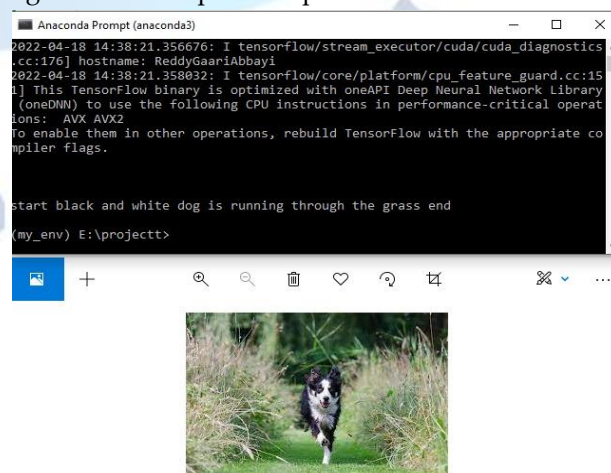 Anaconda Prompt (anaconda3)
2022-04-18 14:38:21.356676: I tensorflow/stream_executor/cuda/cuda_diagnostics
.cc:176] hostname: ReddyGaariAbbayi
2022-04-18 14:38:21.358032: I tensorflow/core/platform/cpu_feature_guard.cc:15
1] This TensorFlow binary is optimized with oneAPI Deep Neural Network Library
(oneDNN) to use the following CPU instructions in performance-critical operat
ions:  AVX AVX2
To enable them in other operations, rebuild TensorFlow with the appropriate co
mpiler flags.
start black and white dog is running through the grass end
(my_env) E:\projectt>